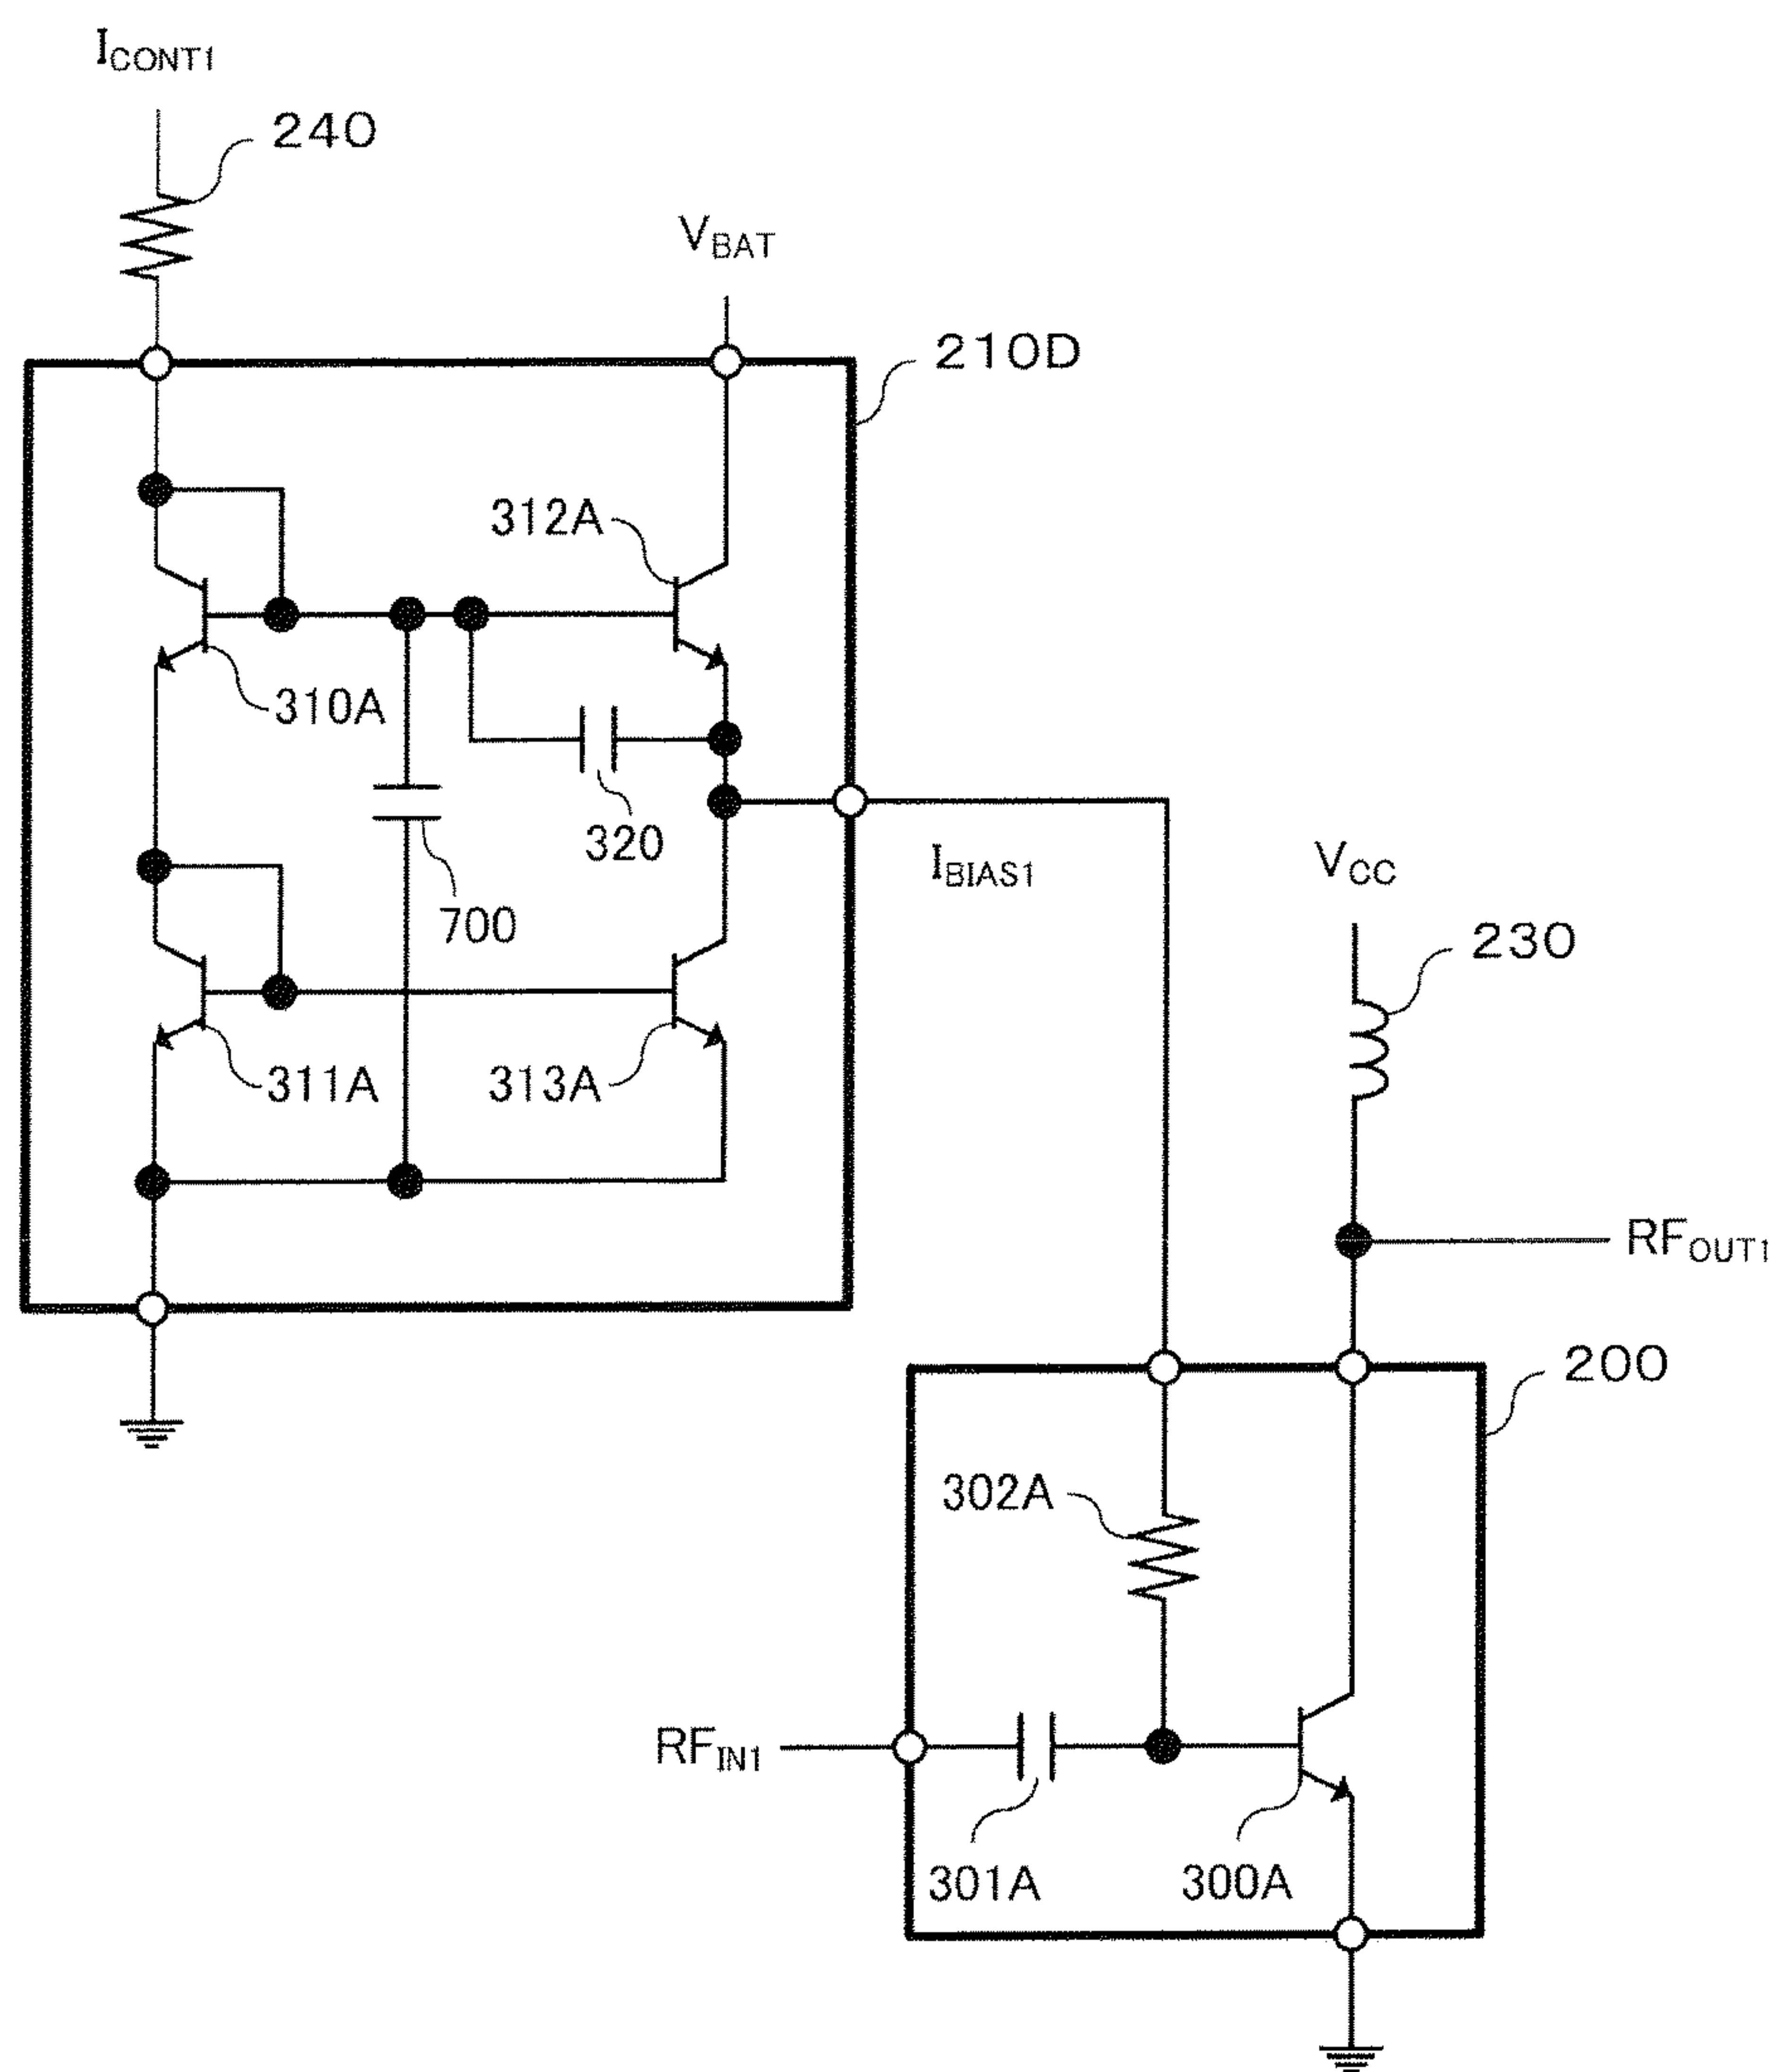 ICONT1
240
VBAT
210D
312A
310A
320
IBIAS1
VCC
700
230
311A
313A
RFOUT1
200
302A
RFIN1
301A
300A